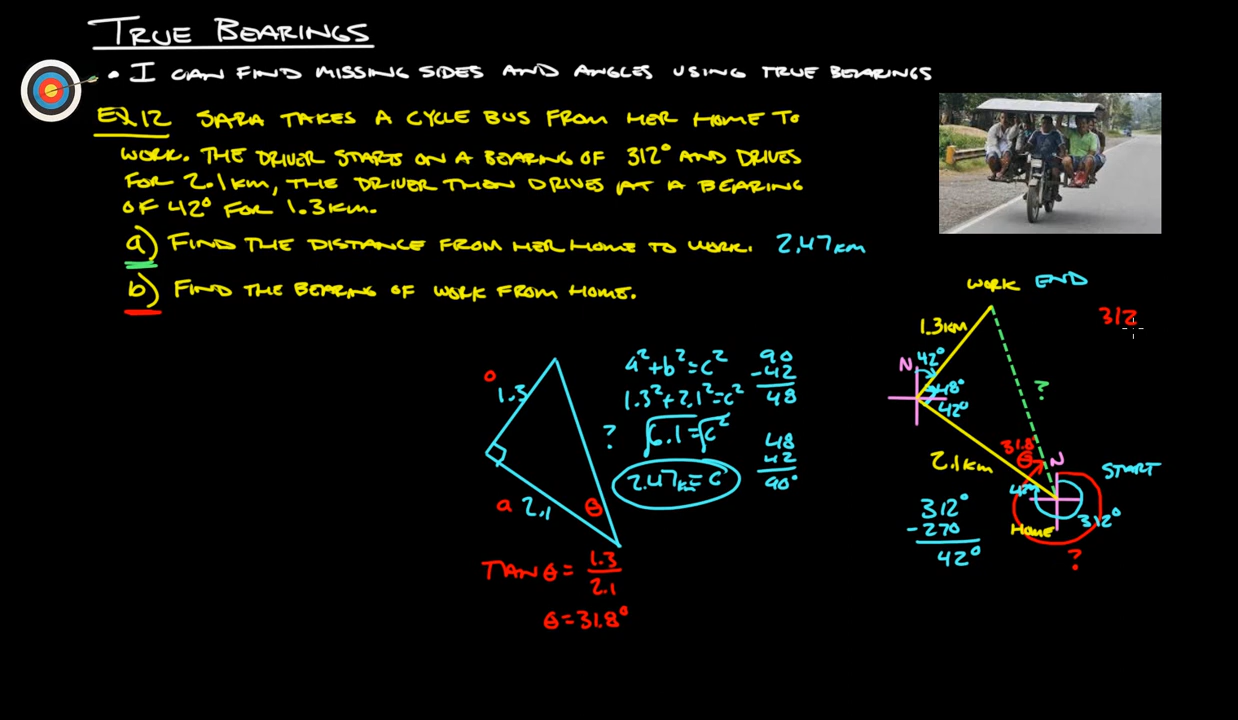 TRUE BEARINGS
• I CAN FIND MISSING SIDES AND ANGLES USING TRUE BEARINGS
EX.12 SARA TAKES A CYCLE BUS FROM HER HOME TO
WORK. THE DRIVER STARTS ON A BEARING OF 312° AND DRIVES
FOR 2.1KM, THE DRIVER THEN DRIVES AT A BEARING
OF 42° FOR 1.3KM.
a) FIND THE DISTANCE FROM HER HOME TO WORK. 2.47KM
b) FIND THE BEARING OF WORK FROM HOME.
o
1.3
?
a 2.1
θ
TAN θ = 1.3
2.1
θ = 31.8°
a² + b² = c²
1.3² + 2.1² = c²
√6.1 = √c²
2.47km = c
90
-42
48
48
42
90°
WORK END
312
1.3KM
N 42°
48°
42°
?
31.8°
θ
N
2.1KM
START
42°
312°
HOME
?
312°
-270
42°